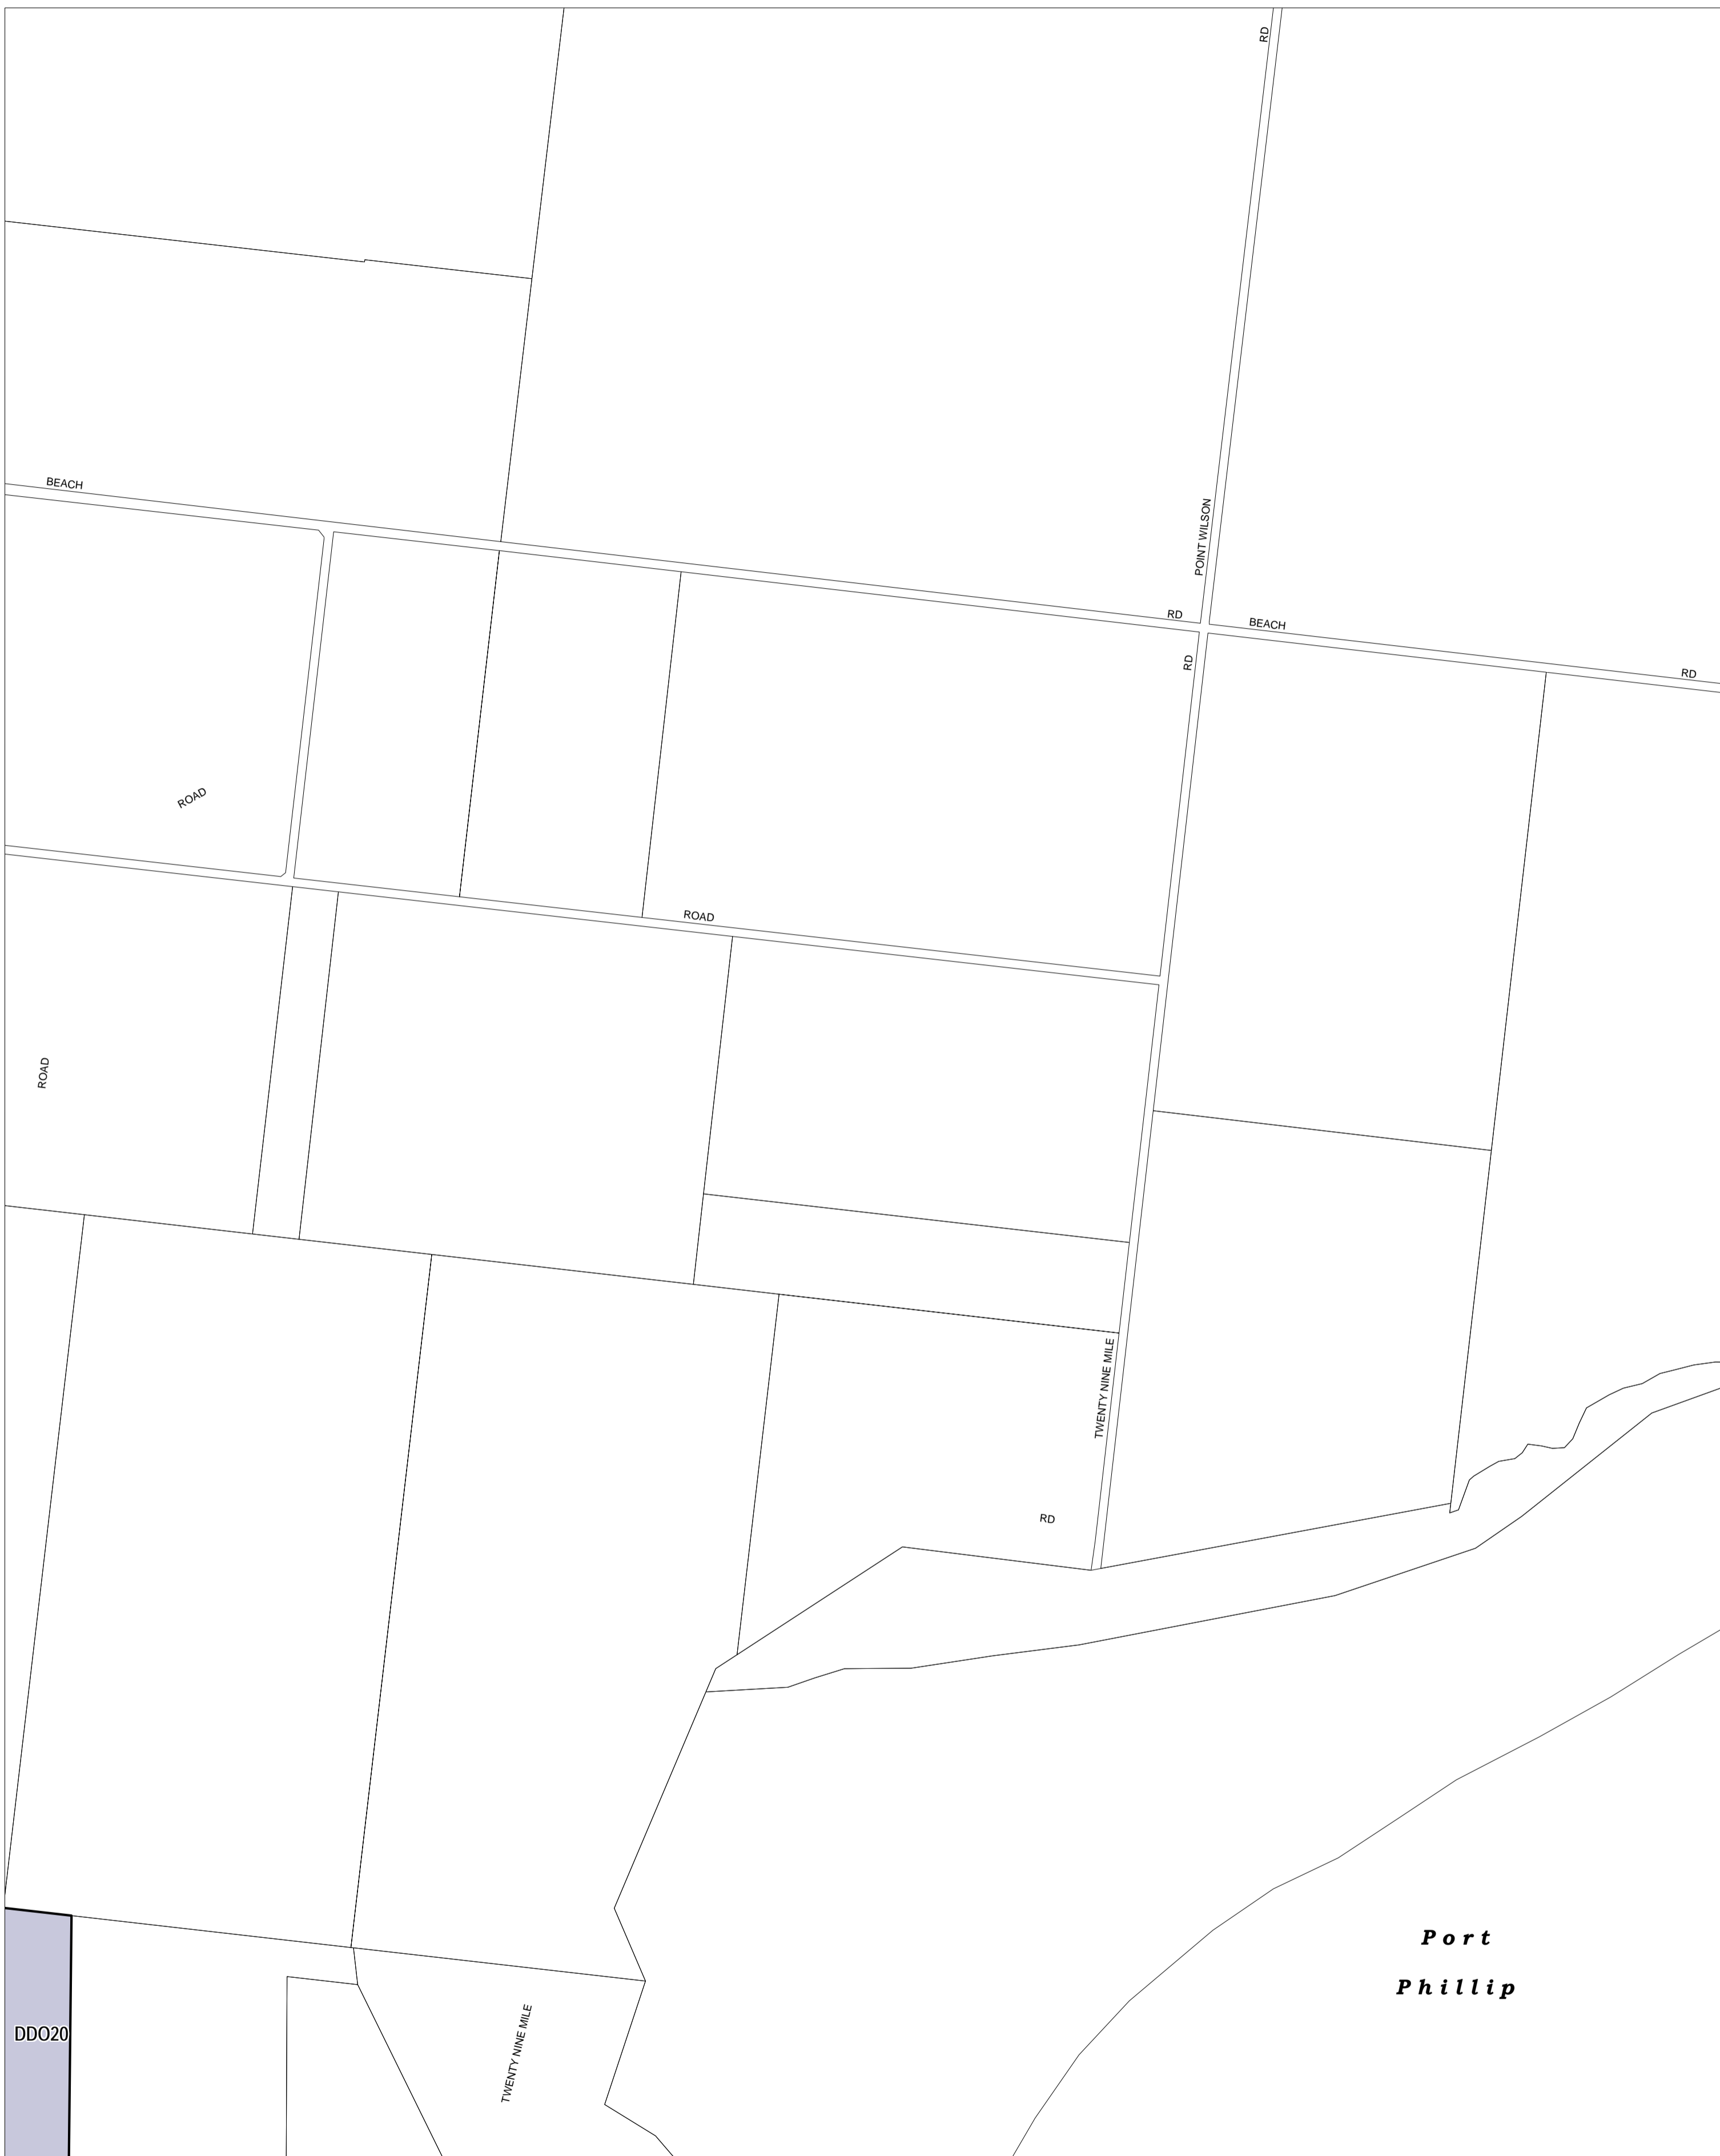 RD
BEACH
POINT WILSON
RD
BEACH
RD
RD
ROAD
ROAD
ROAD
TWENTY NINE MILE
RD
Port
Phillip
DDO20
TWENTY NINE MILE